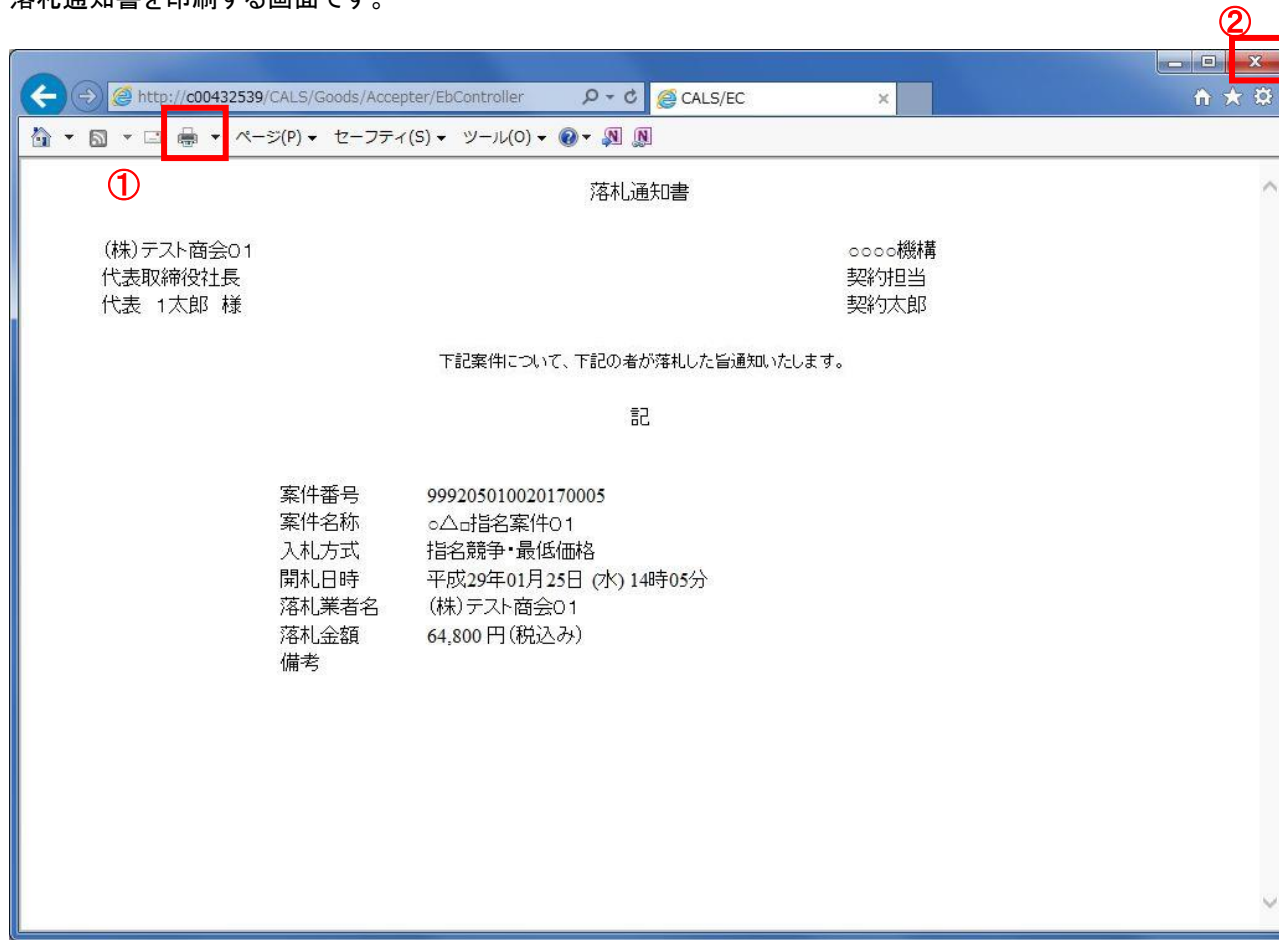 落札通知書を印刷する画面です。
②
http://c00432539/CALS/Goods/Accepter/EbController
CALS/EC
ページ(P) セーフティ(S) ツール(O)
①
落札通知書
(株)テスト商会01
代表取締役社長
代表 1太郎 様
○○○○機構
契約担当
契約太郎
下記案件について、下記の者が落札した旨通知いたします。
記
案件番号 999205010020170005
案件名称 ○△□指名案件01
入札方式 指名競争・最低価格
開札日時 平成29年01月25日 (水) 14時05分
落札業者名 (株)テスト商会01
落札金額 64,800 円(税込み)
備考